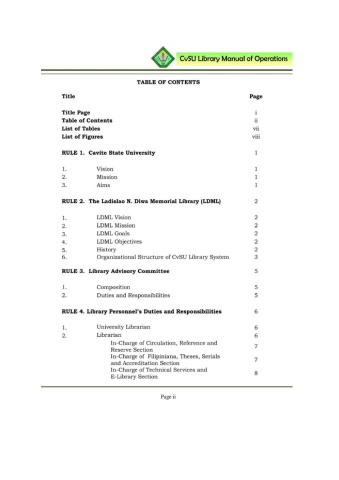 CvSU Library Manual of Operations
TABLE OF CONTENTS
Title Page
Title Page i
Table of Contents ii
List of Tables vii
List of Figures viii
RULE 1. Cavite State University 1
1. Vision 1
2. Mission 1
3. Aims 1
RULE 2. The Ladislao N. Diwa Memorial Library (LDML) 2
1. LDML Vision 2
2. LDML Mission 2
3. LDML Goals 2
4. LDML Objectives 2
5. History 2
6. Organizational Structure of CvSU Library System 3
RULE 3. Library Advisory Committee 5
1. Composition 5
2. Duties and Responsibilities 5
RULE 4. Library Personnel's Duties and Responsibilities 6
1. University Librarian 6
2. Librarian 6
In-Charge of Circulation, Reference and
Reserve Section 7
In-Charge of Filipiniana, Theses, Serials
and Accreditation Section 7
In-Charge of Technical Services and
E-Library Section 8
Page ii